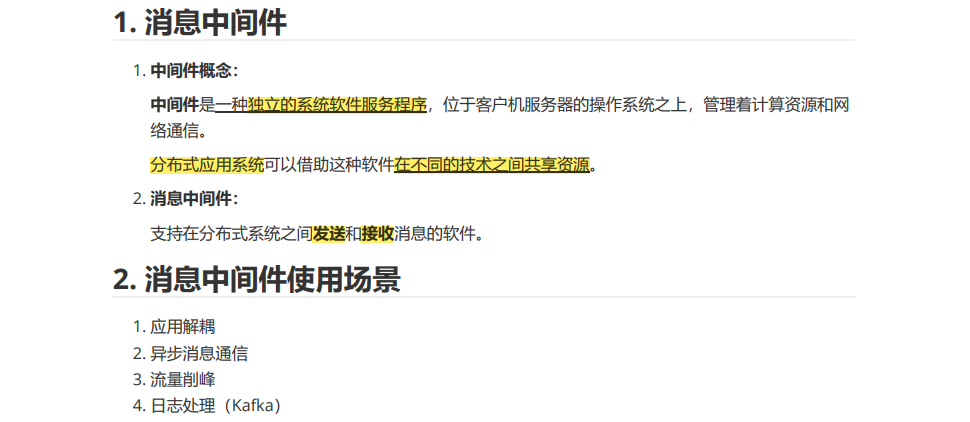 1. 消息中间件
1. 中间件概念：
中间件是一种独立的系统软件服务程序，位于客户机服务器的操作系统之上，管理着计算资源和网
络通信。
分布式应用系统可以借助这种软件在不同的技术之间共享资源。
2. 消息中间件：
支持在分布式系统之间发送和接收消息的软件。
2. 消息中间件使用场景
1. 应用解耦
2. 异步消息通信
3. 流量削峰
4. 日志处理（Kafka）